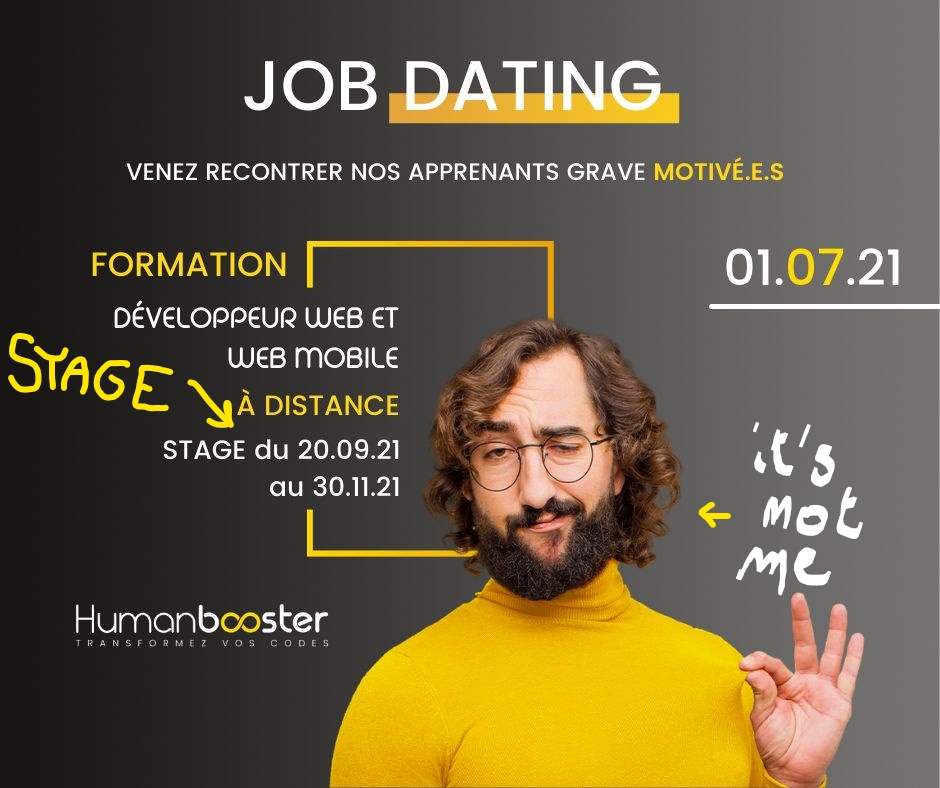 JOB DATING
VENEZ RECONTRER NOS APPRENANTS GRAVE MOTIVÉ.E.S
FORMATION
DÉVELOPPEUR WEB ET
WEB MOBILE
À DISTANCE
STAGE du 20.09.21
au 30.11.21
STAGE
01.07.21
it's
not
me
Humanbooster
TRANSFORMEZ VOS CODES